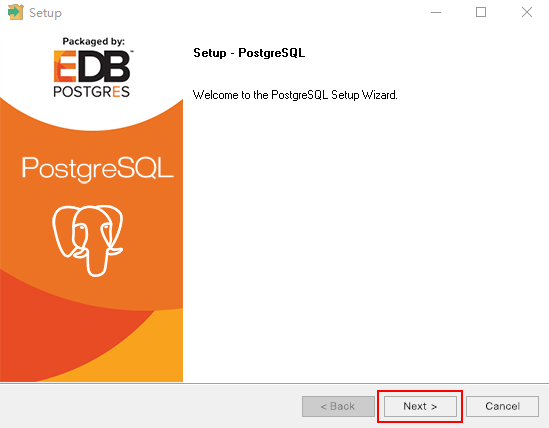 Setup
Packaged by:
EDB
POSTGRES
PostgreSQL
Setup - PostgreSQL
Welcome to the PostgreSQL Setup Wizard.
< Back
Next >
Cancel